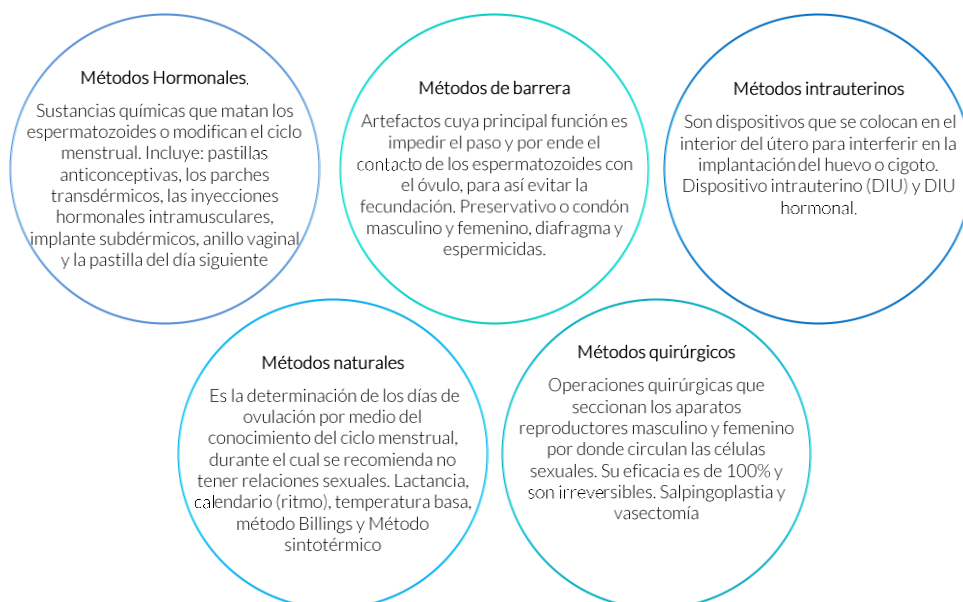 Métodos Hormonales.
Sustancias químicas que matan los
espermatozoides o modifican el ciclo
menstrual. Incluye: pastillas
anticonceptivas, los parches
transdérmicos, las inyecciones
hormonales intramusculares,
implante subdérmicos, anillo vaginal
y la pastilla del día siguiente
Métodos de barrera
Artefactos cuya principal función es
impedir el paso y por ende el
contacto de los espermatozoides con
el óvulo, para así evitar la
fecundación. Preservativo o condón
masculino y femenino, diafragma y
espermicidas.
Métodos intrauterinos
Son dispositivos que se colocan en el
interior del útero para interferir en la
implantación del huevo o cigoto.
Dispositivo intrauterino (DIU) y DIU
hormonal.
Métodos naturales
Es la determinación de los días de
ovulación por medio del
conocimiento del ciclo menstrual,
durante el cual se recomienda no
tener relaciones sexuales. Lactancia,
calendario (ritmo), temperatura basa,
método Billings y Método
sintotérmico
Métodos quirúrgicos
Operaciones quirúrgicas que
seccionan los aparatos
reproductores masculino y femenino
por donde circulan las células
sexuales. Su eficacia es de 100% y
son irreversibles. Salpingoplastia y
vasectomía